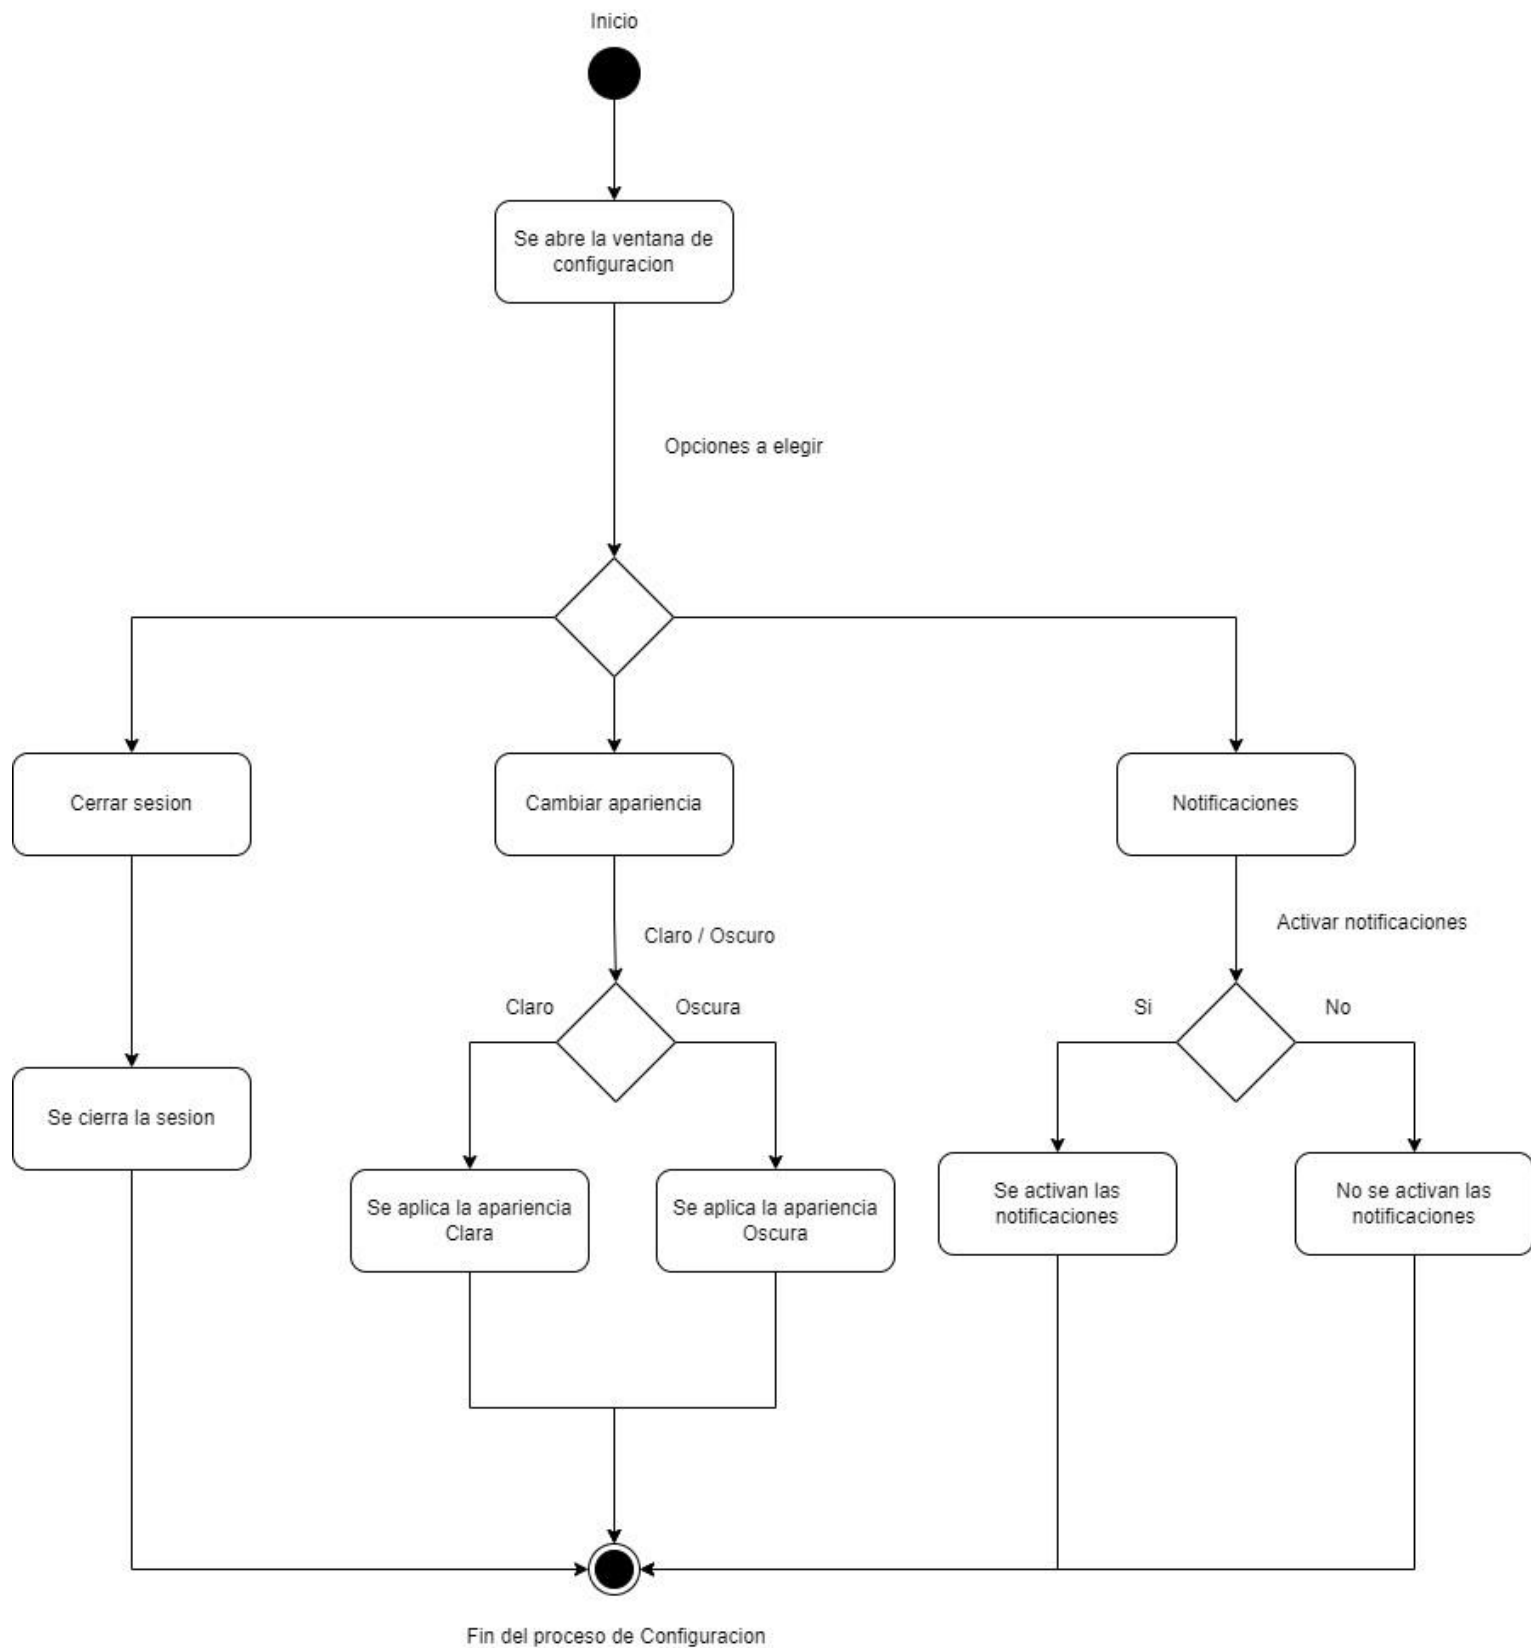 Inicio
Se abre la ventana de
configuracion
Opciones a elegir
Cerrar sesion
Cambiar apariencia
Notificaciones
Claro / Oscuro
Activar notificaciones
Claro
Oscura
Si
No
Se cierra la sesion
Se aplica la apariencia
Clara
Se aplica la apariencia
Oscura
Se activan las
notificaciones
No se activan las
notificaciones
Fin del proceso de Configuracion